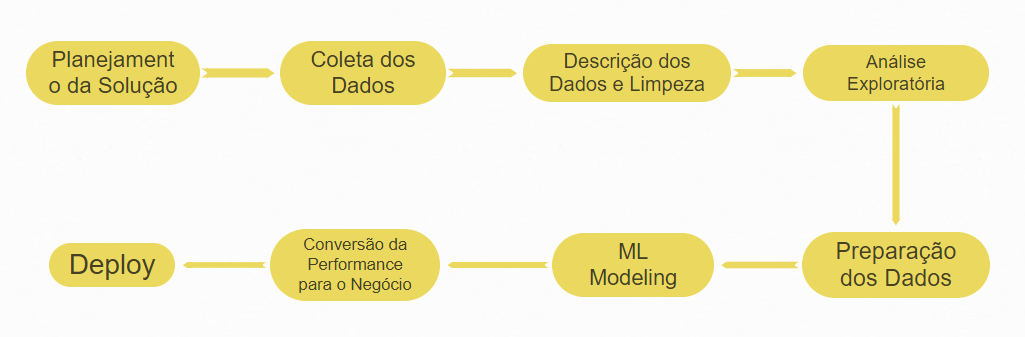 Planejament
o da Solução
Coleta dos
Dados
Descrição dos
Dados e Limpeza
Análise
Exploratória
Deploy
Conversão da
Performance
para o Negócio
ML
Modeling
Preparação
dos Dados